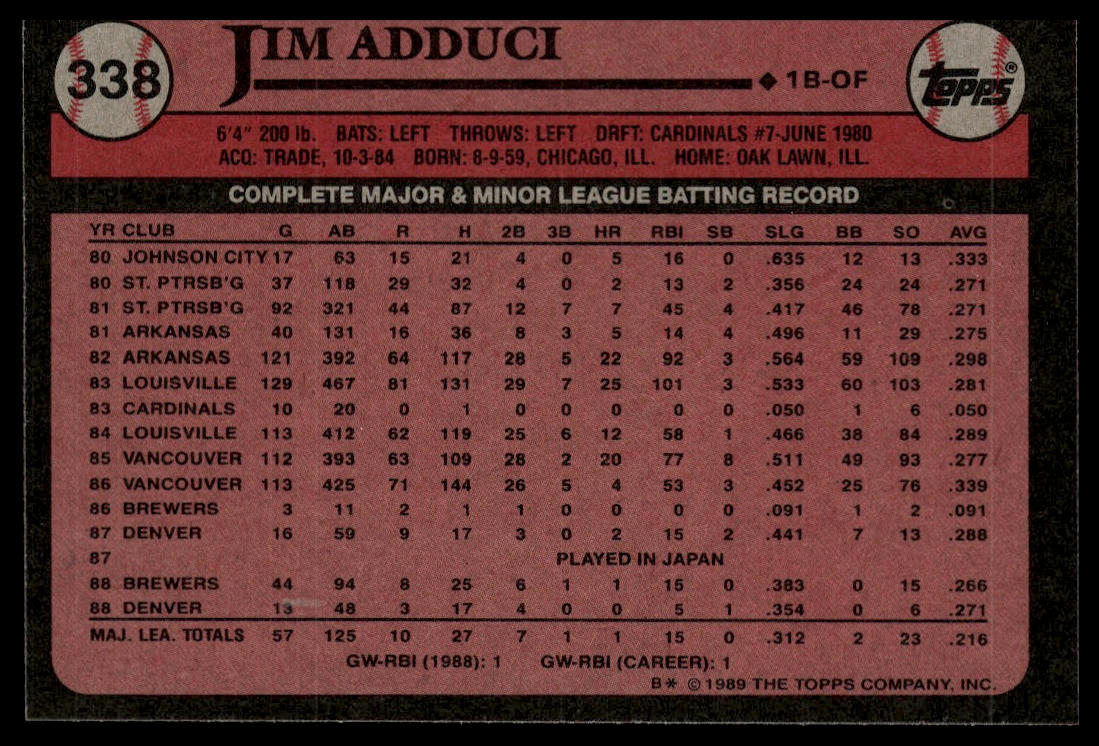 338 JIM ADDUCI ◆ 1B-OF TOPPS®
6'4" 200 lb. BATS: LEFT THROWS: LEFT DRFT: CARDINALS #7-JUNE 1980
ACQ: TRADE, 10-3-84 BORN: 8-9-59, CHICAGO, ILL. HOME: OAK LAWN, ILL.
COMPLETE MAJOR & MINOR LEAGUE BATTING RECORD
YR CLUB G AB R H 2B 3B HR RBI SB SLG BB SO AVG
80 JOHNSON CITY 17 63 15 21 4 0 5 16 0 .635 12 13 .333
80 ST. PTRSB'G 37 118 29 32 4 0 2 13 2 .356 24 24 .271
81 ST. PTRSB'G 92 321 44 87 12 7 7 45 4 .417 46 78 .271
81 ARKANSAS 40 131 16 36 8 3 5 14 4 .496 11 29 .275
82 ARKANSAS 121 392 64 117 28 5 22 92 3 .564 59 109 .298
83 LOUISVILLE 129 467 81 131 29 7 25 101 3 .533 60 103 .281
83 CARDINALS 10 20 0 1 0 0 0 0 0 .050 1 6 .050
84 LOUISVILLE 113 412 62 119 25 6 12 58 1 .466 38 84 .289
85 VANCOUVER 112 393 63 109 28 2 20 77 8 .511 49 93 .277
86 VANCOUVER 113 425 71 144 26 5 4 53 3 .452 25 76 .339
86 BREWERS 3 11 2 1 1 0 0 0 0 .091 1 2 .091
87 DENVER 16 59 9 17 3 0 2 15 2 .441 7 13 .288
87 PLAYED IN JAPAN
88 BREWERS 44 94 8 25 6 1 1 15 0 .383 0 15 .266
88 DENVER 13 48 3 17 4 0 0 5 1 .354 0 6 .271
MAJ. LEA. TOTALS 57 125 10 27 7 1 1 15 0 .312 2 23 .216
GW-RBI (1988): 1 GW-RBI (CAREER): 1
B* © 1989 THE TOPPS COMPANY, INC.